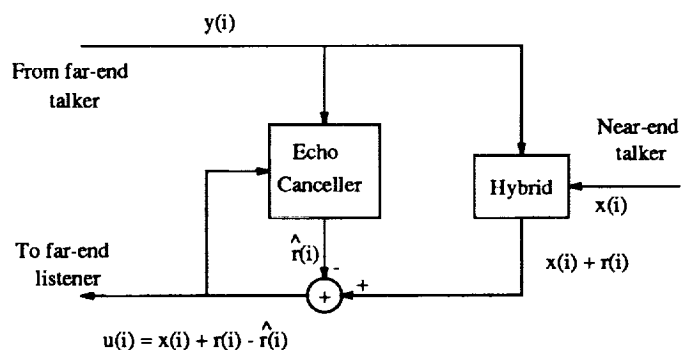 y(i)
From far-end
talker
Echo
Canceller
Near-end
talker
Hybrid
x(i)
r̂(i)
-
+
+
x(i) + r(i)
To far-end
listener
u(i) = x(i) + r(i) - r̂(i)